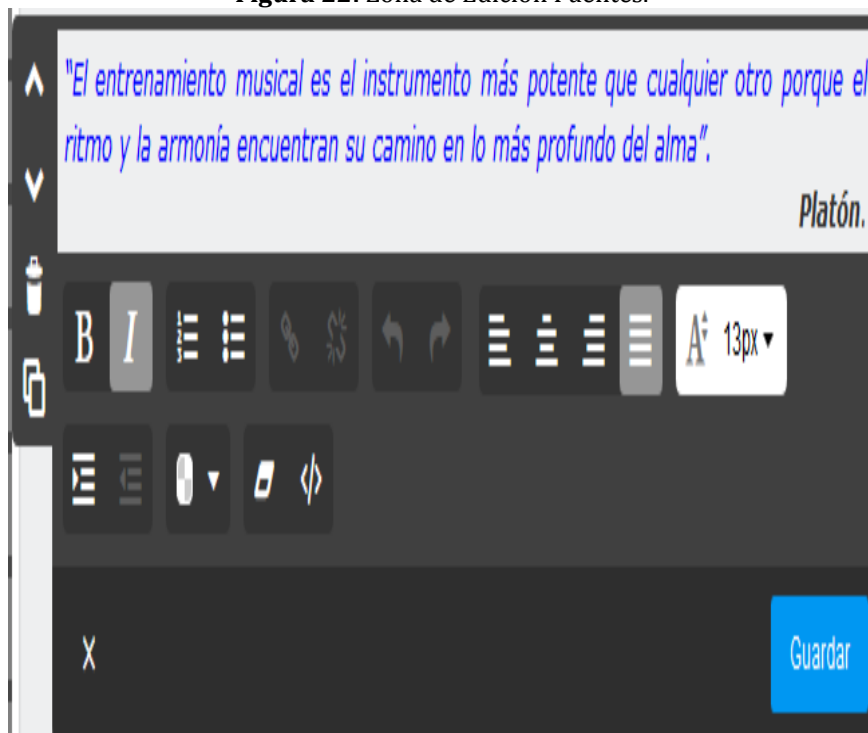 Figura 22. Zona de Edición Fuentes.
“El entrenamiento musical es el instrumento más potente que cualquier otro porque el
ritmo y la armonía encuentran su camino en lo más profundo del alma”.
Platón.
B I A 13px
</>
X Guardar